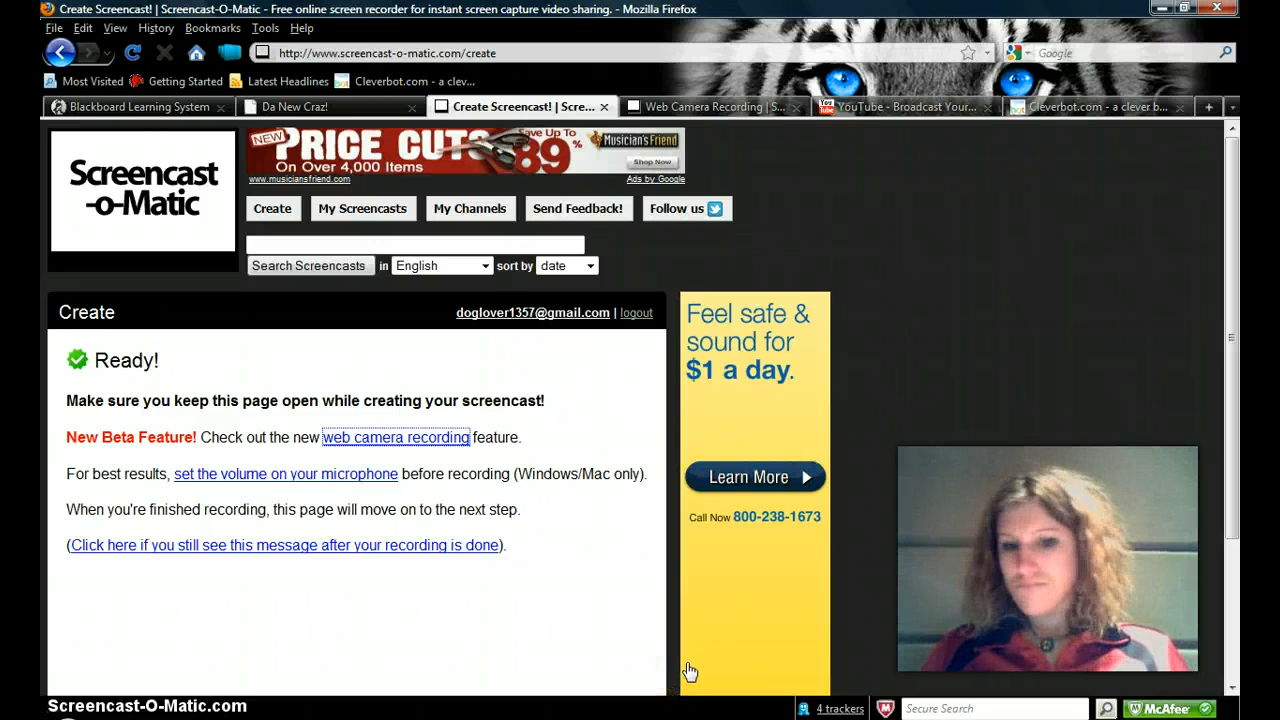 Create Screencast! | Screencast-O-Matic - Free online screen recorder for instant screen capture video sharing. - Mozilla Firefox
File Edit View History Bookmarks Tools Help
http://www.screencast-o-matic.com/create
Google
Most Visited Getting Started Latest Headlines Cleverbot.com - a clev...
Blackboard Learning System
Da New Craz!
Create Screencast! | Scre...
Web Camera Recording | S...
YouTube - Broadcast Your...
Cleverbot.com - a clever b...
Screencast
-o-Matic
NEW PRICE CUTS Save Up To 89%
On Over 4,000 Items
Musician's Friend
Shop Now
www.musiciansfriend.com
Ads by Google
Create My Screencasts My Channels Send Feedback! Follow us
Search Screencasts in English sort by date
Create
doglover1357@gmail.com | logout
Ready!
Make sure you keep this page open while creating your screencast!
New Beta Feature! Check out the new web camera recording feature.
For best results, set the volume on your microphone before recording (Windows/Mac only).
When you're finished recording, this page will move on to the next step.
(Click here if you still see this message after your recording is done).
Feel safe &
sound for
$1 a day.
Learn More
Call Now 800-238-1673
Screencast-O-Matic.com
4 trackers
Secure Search
McAfee